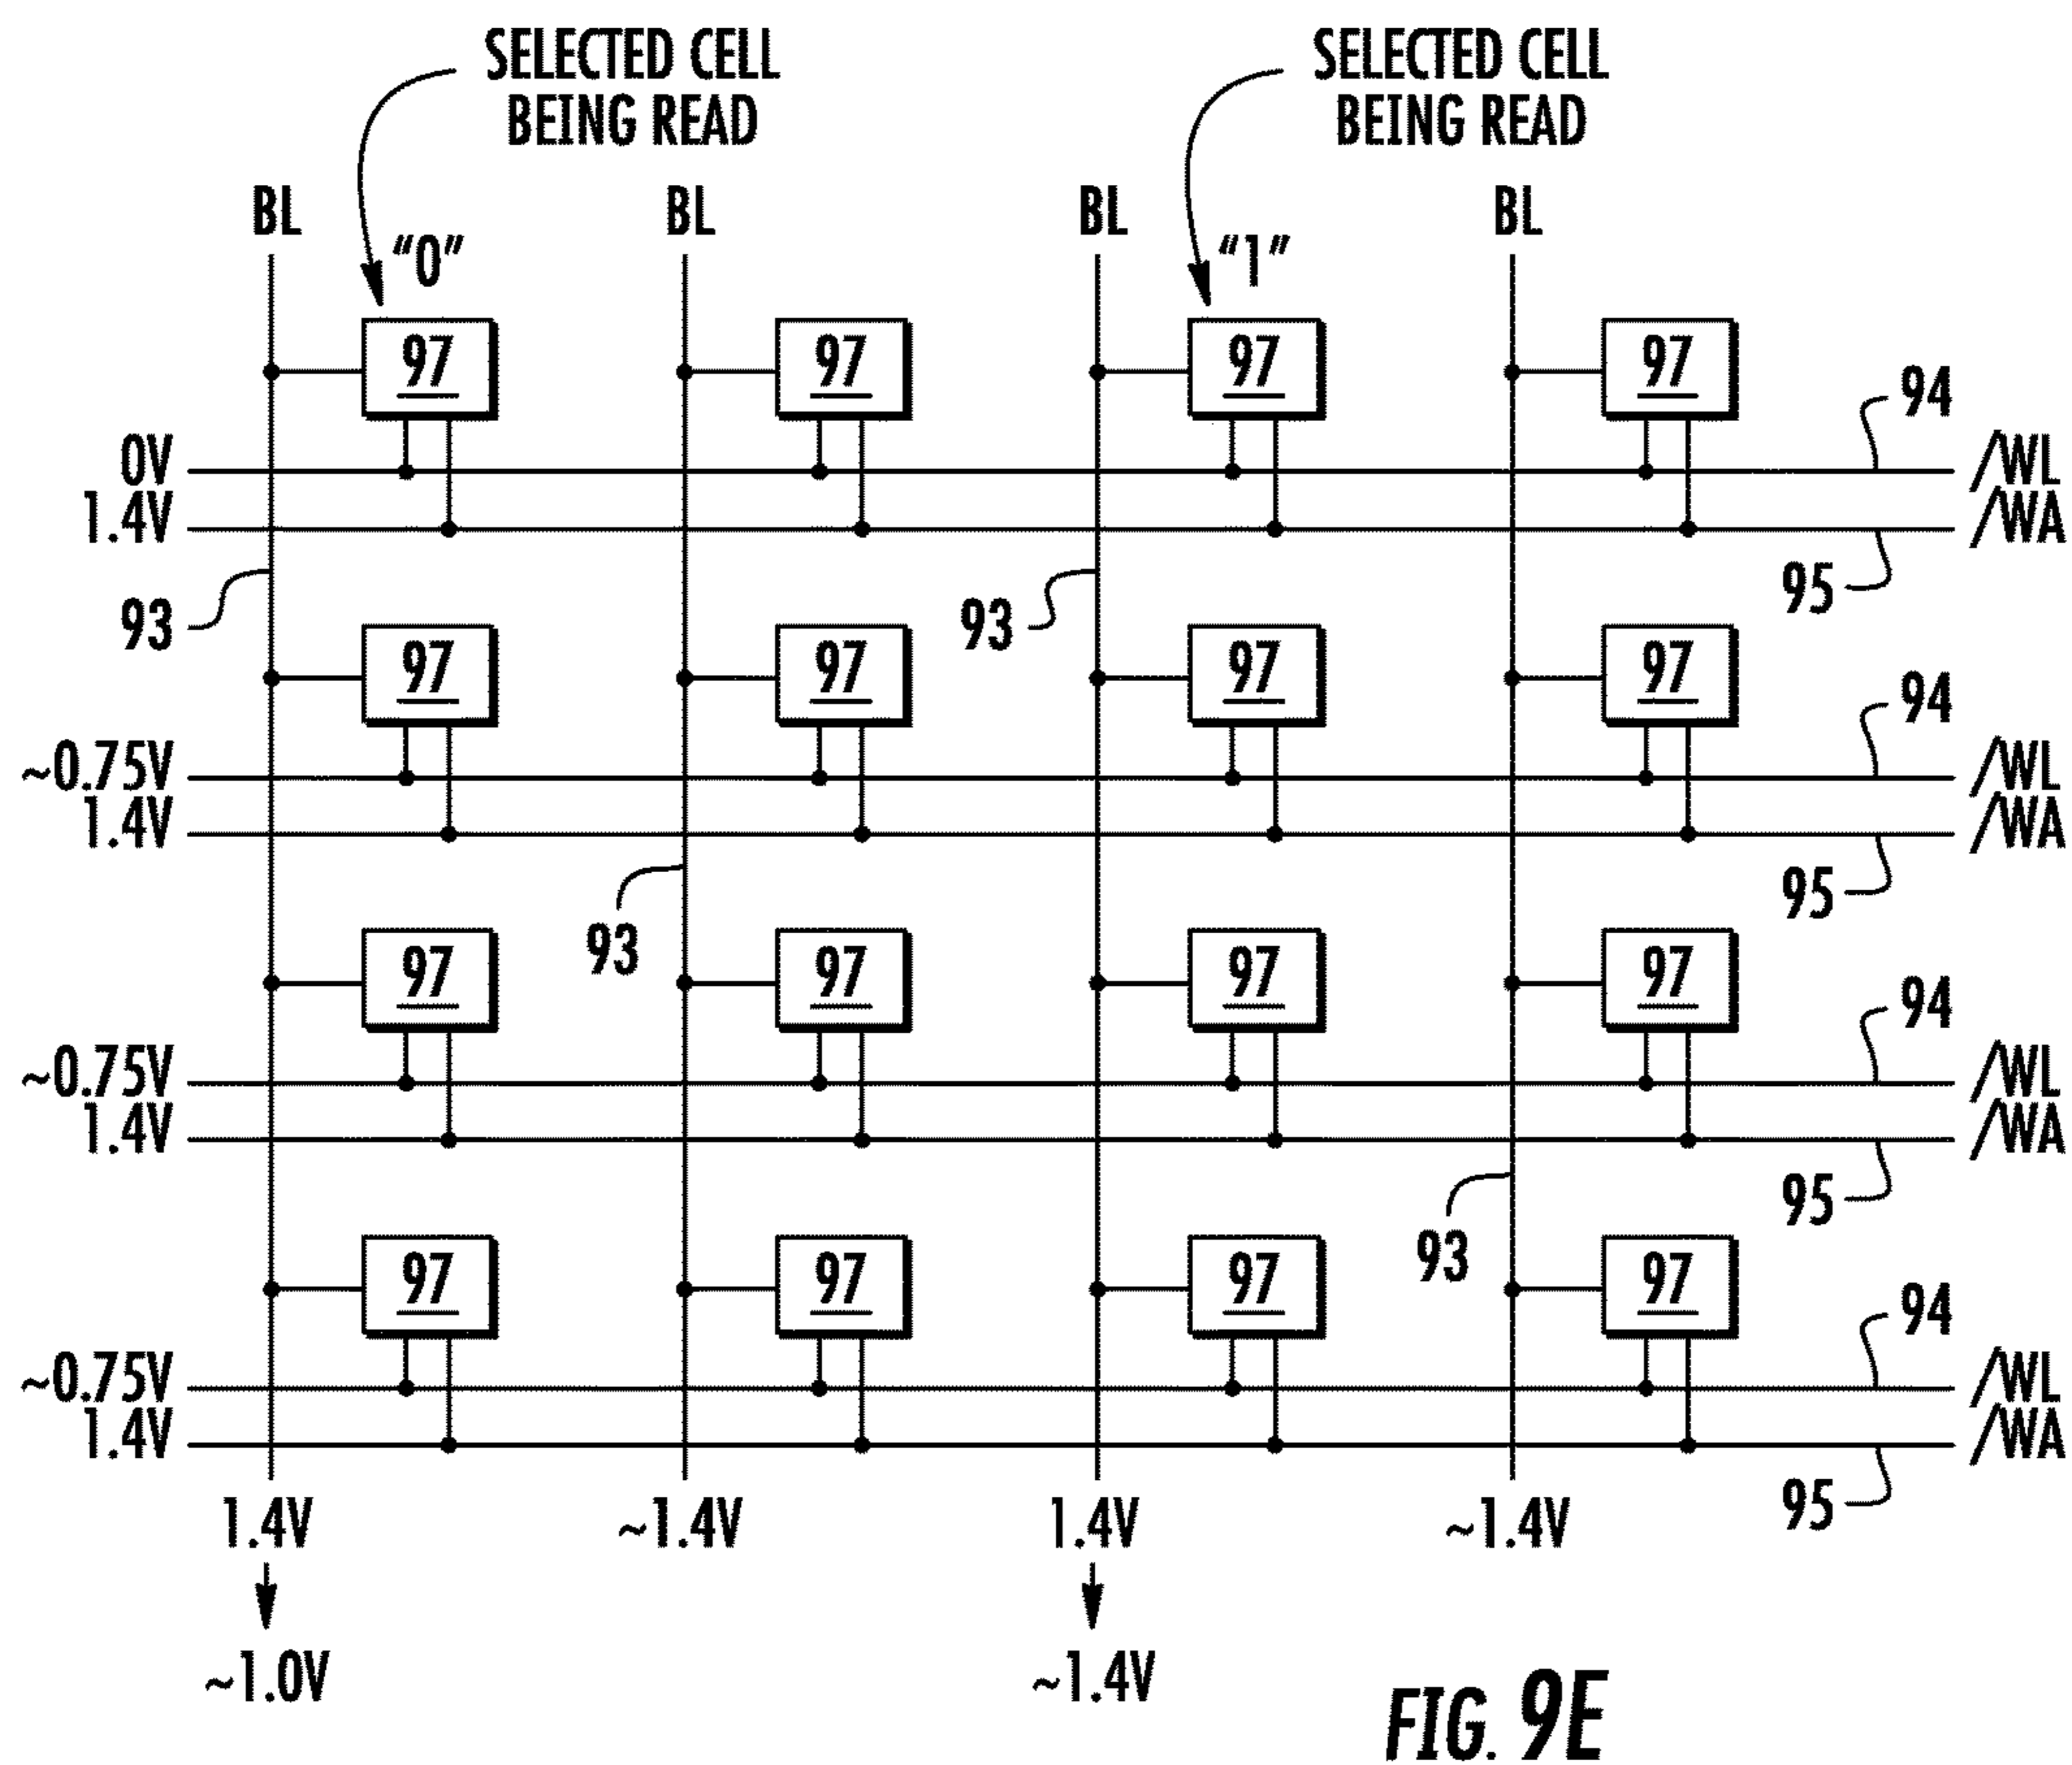 SELECTED CELL SELECTED CELL
BEING READ BEING READ
BL BL BL BL
"0" "1"
97 97 97 97
94
0V /WL
1.4V /WA
95
93 93
97 97 97 97
94
~0.75V /WL
1.4V /WA
95
93
97 97 97 97
94
~0.75V /WL
1.4V /WA
95
93
97 97 97 97
94
~0.75V /WL
1.4V /WA
95
1.4V ~1.4V 1.4V ~1.4V
~1.0V ~1.4V
FIG. 9E